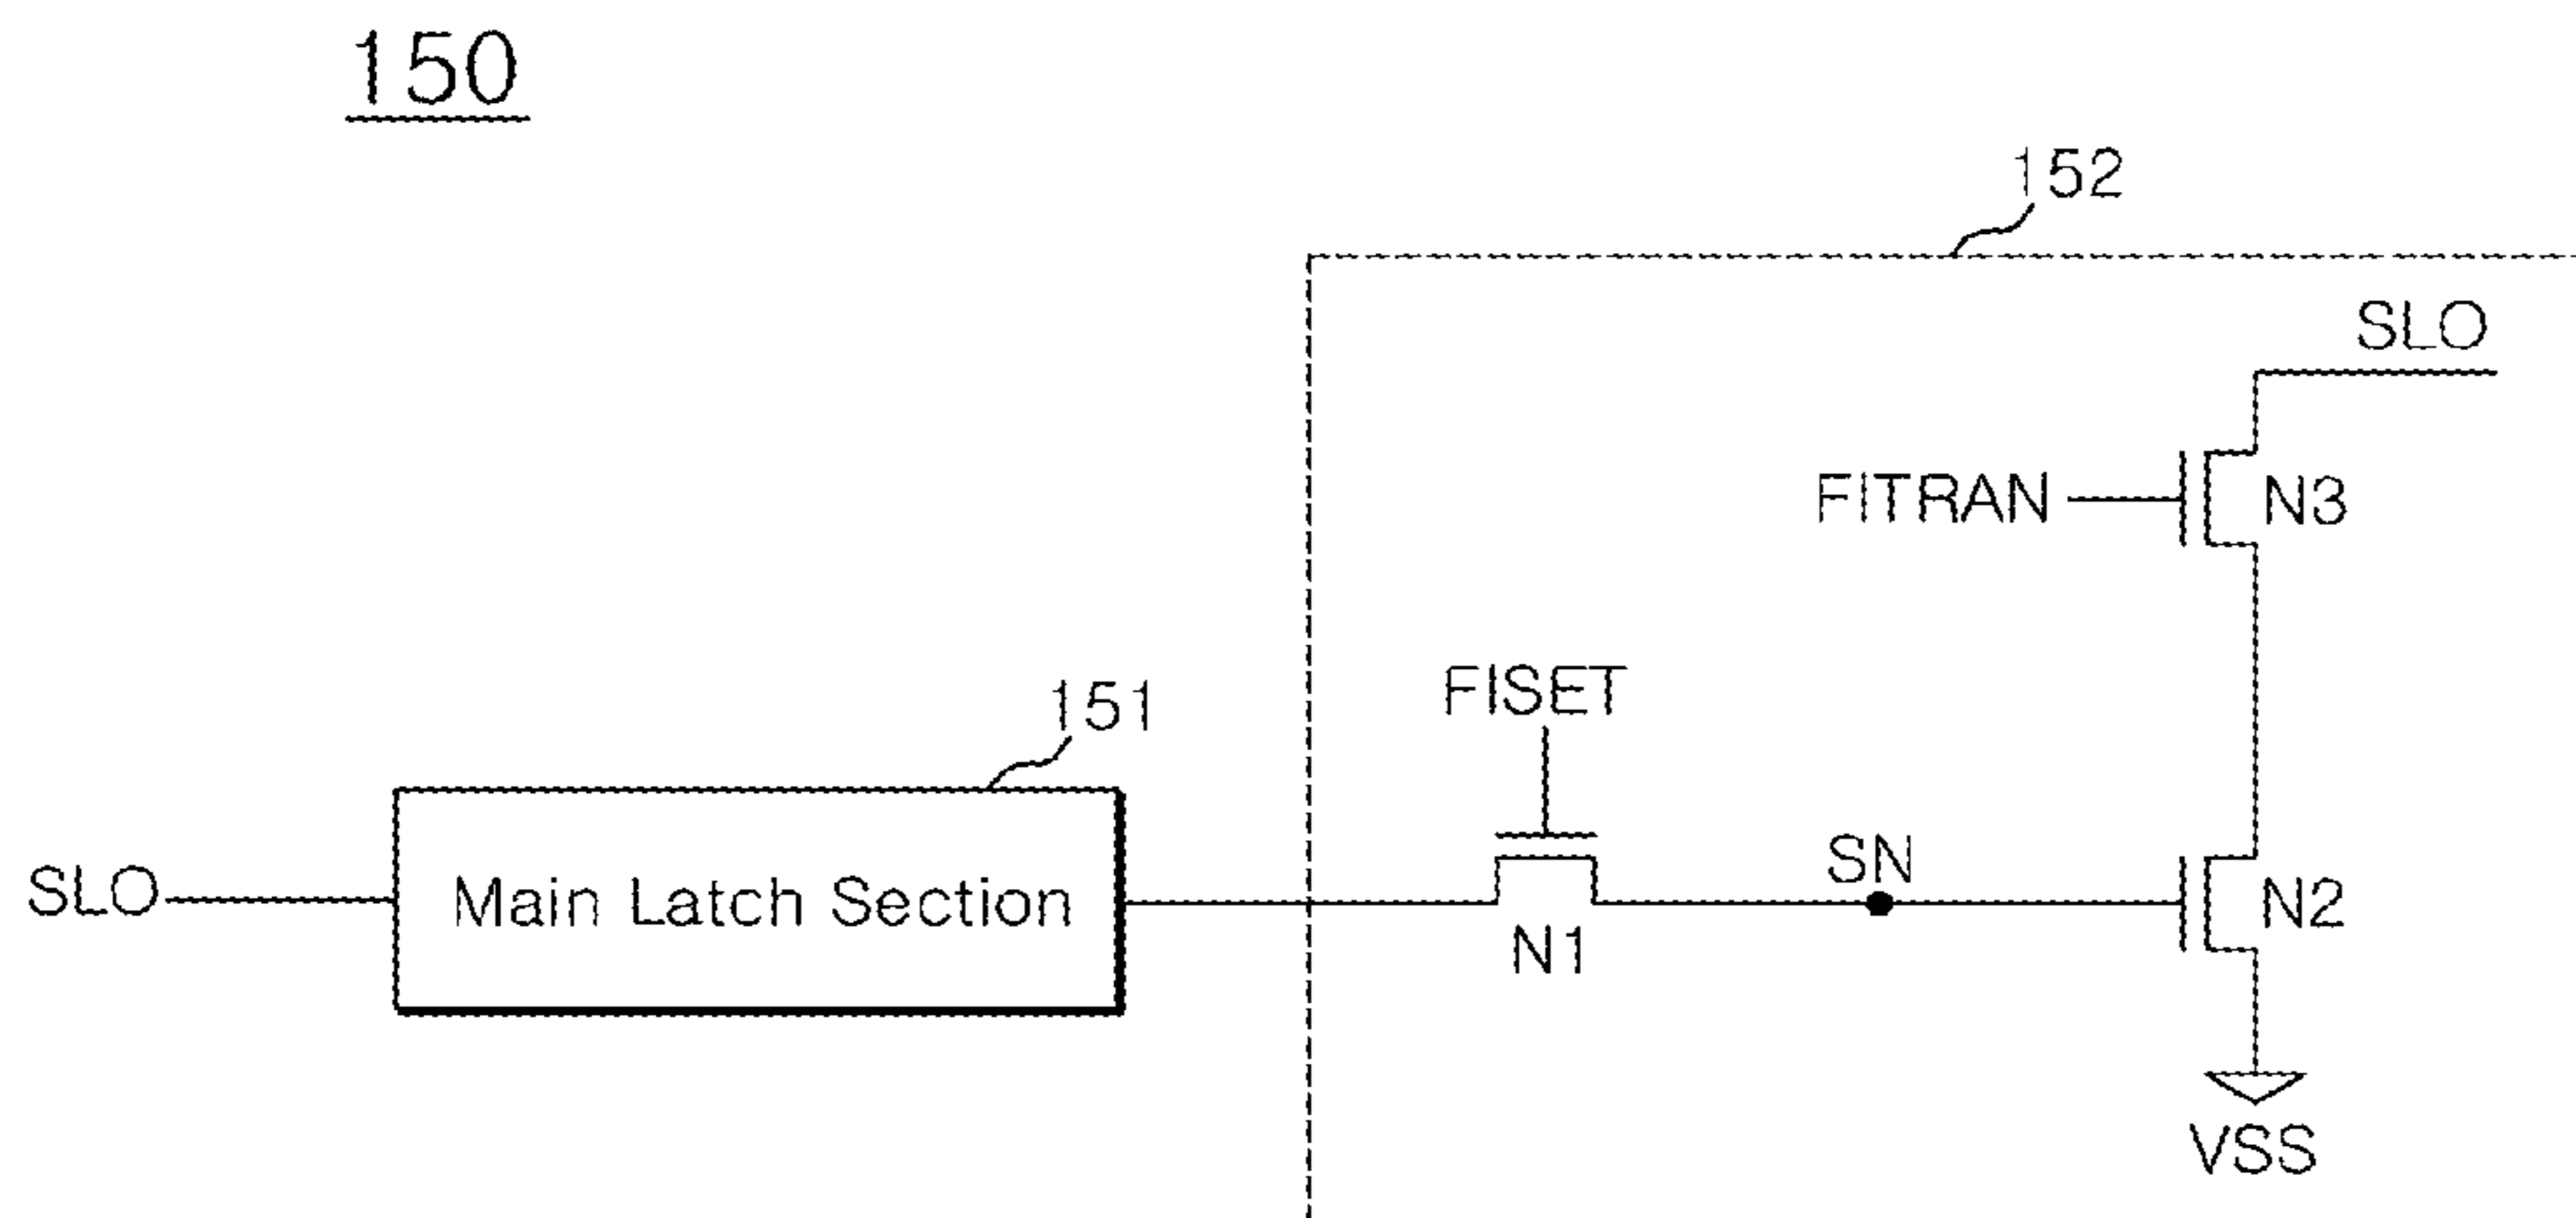 150
152
SLO
FITRAN
N3
FISET
151
SN
SLO
Main Latch Section
N2
N1
VSS